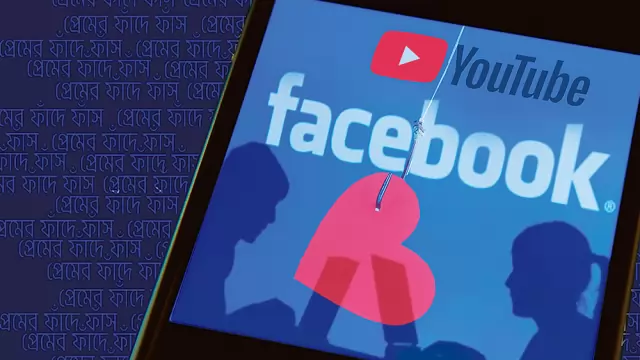 প্রেমের ফাঁদে ফাঁস
YouTube
facebook®
প্রেমের ফাঁদে ফাঁস
প্রেমের ফাঁদে ফাঁস . প্রেমের ফাঁদে ফাঁস
প্রেমের ফাঁদে ফাঁস . প্রেমের
প্রেমের ফাঁদে ফাঁস
ফাঁদে ফাঁস . প্রেমের ফাঁদে
ফাঁস . প্রেমের ফাঁদে ফাঁস
ফাঁদে ফাঁস . প্রেমের ফাঁদে ফাঁস
ফাঁদে ফাঁস . প্রেমের ফাঁদে
প্রেমের ফাঁদে ফাঁস
প্রেমের ফাঁদে.ফাঁস
প্রেমের ফাঁদে ফাঁস
প্রেমের ফাঁদে
প্রেমের ফাঁদে
প্রেমের ফাঁদে ফাঁস
প্রেমের ফাঁদে